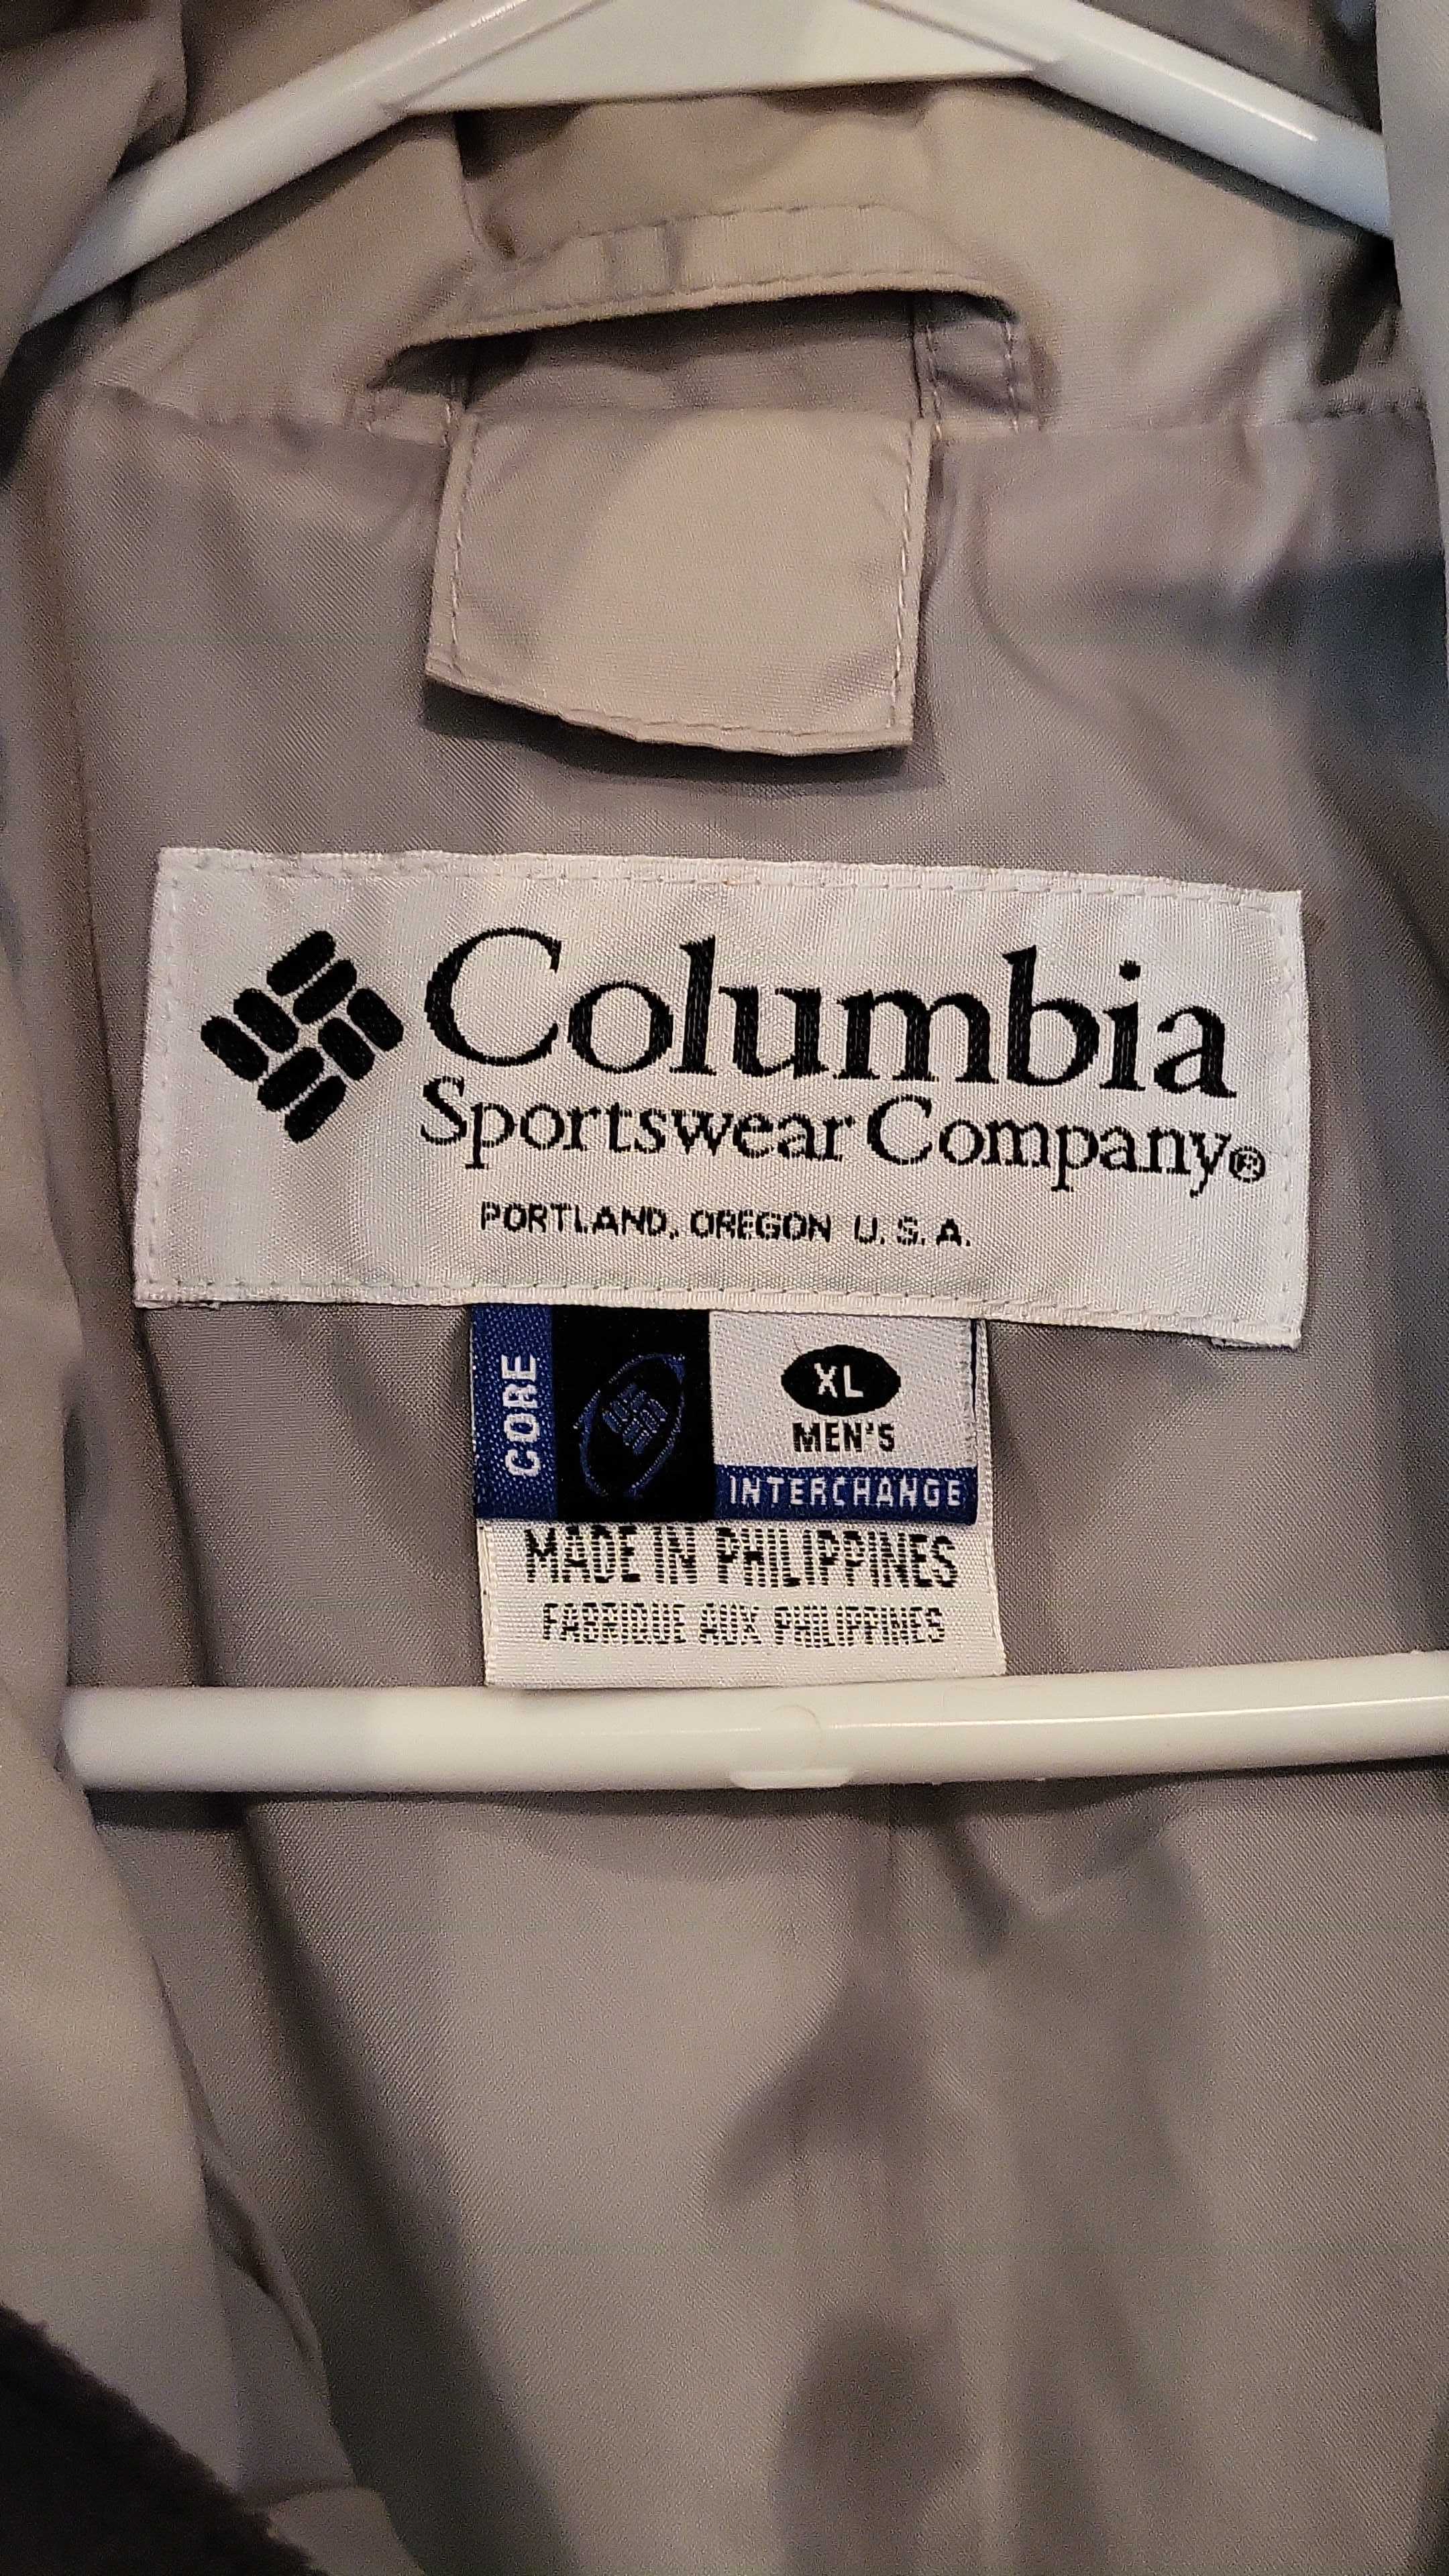 Columbia
Sportswear Company®
PORTLAND, OREGON U.S.A.
CORE
XL
MEN'S
INTERCHANGE
MADE IN PHILIPPINES
FABRIQUE AUX PHILIPPINES